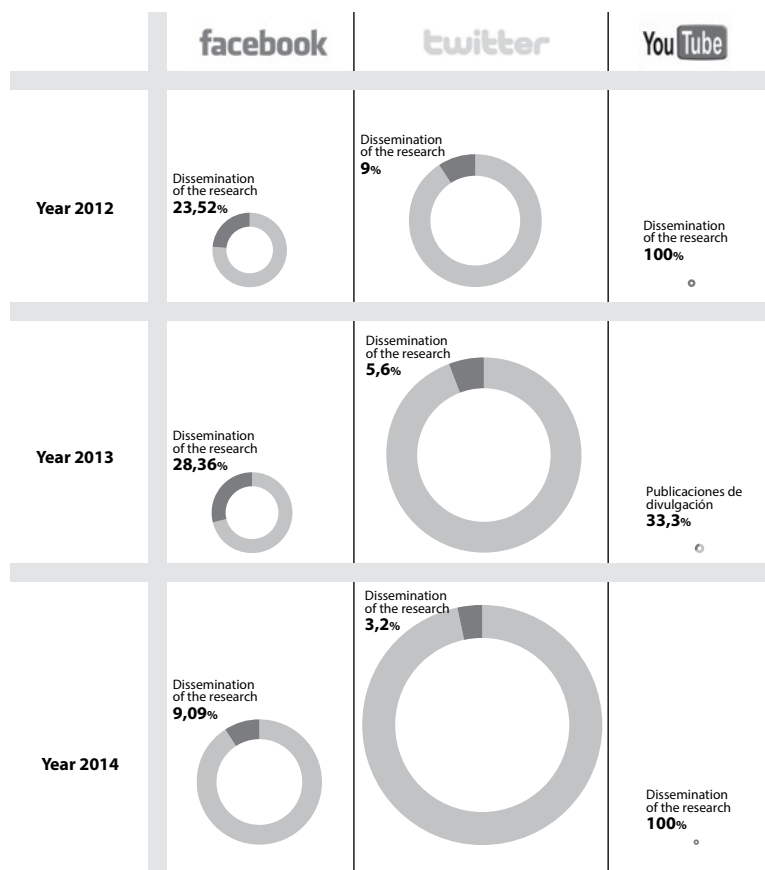 facebook
twitter
You Tube
Year 2012
Dissemination
of the research
23,52%
Dissemination
of the research
9%
Dissemination
of the research
100%
Year 2013
Dissemination
of the research
28,36%
Dissemination
of the research
5,6%
Publicaciones de
divulgación
33,3%
Year 2014
Dissemination
of the research
9,09%
Dissemination
of the research
3,2%
Dissemination
of the research
100%